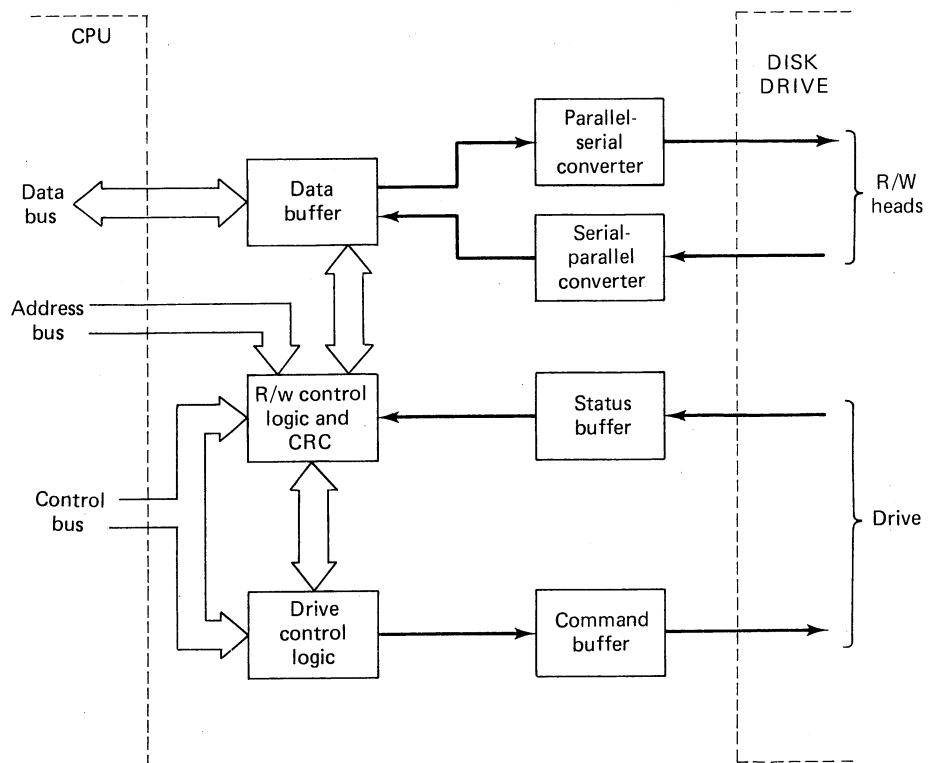 CPU
DISK
DRIVE
Parallel-
serial
converter
Data
bus
Data
buffer
R/W
heads
Serial-
parallel
converter
Address
bus
R/w control
logic and
CRC
Status
buffer
Control
bus
Drive
Drive
control
logic
Command
buffer